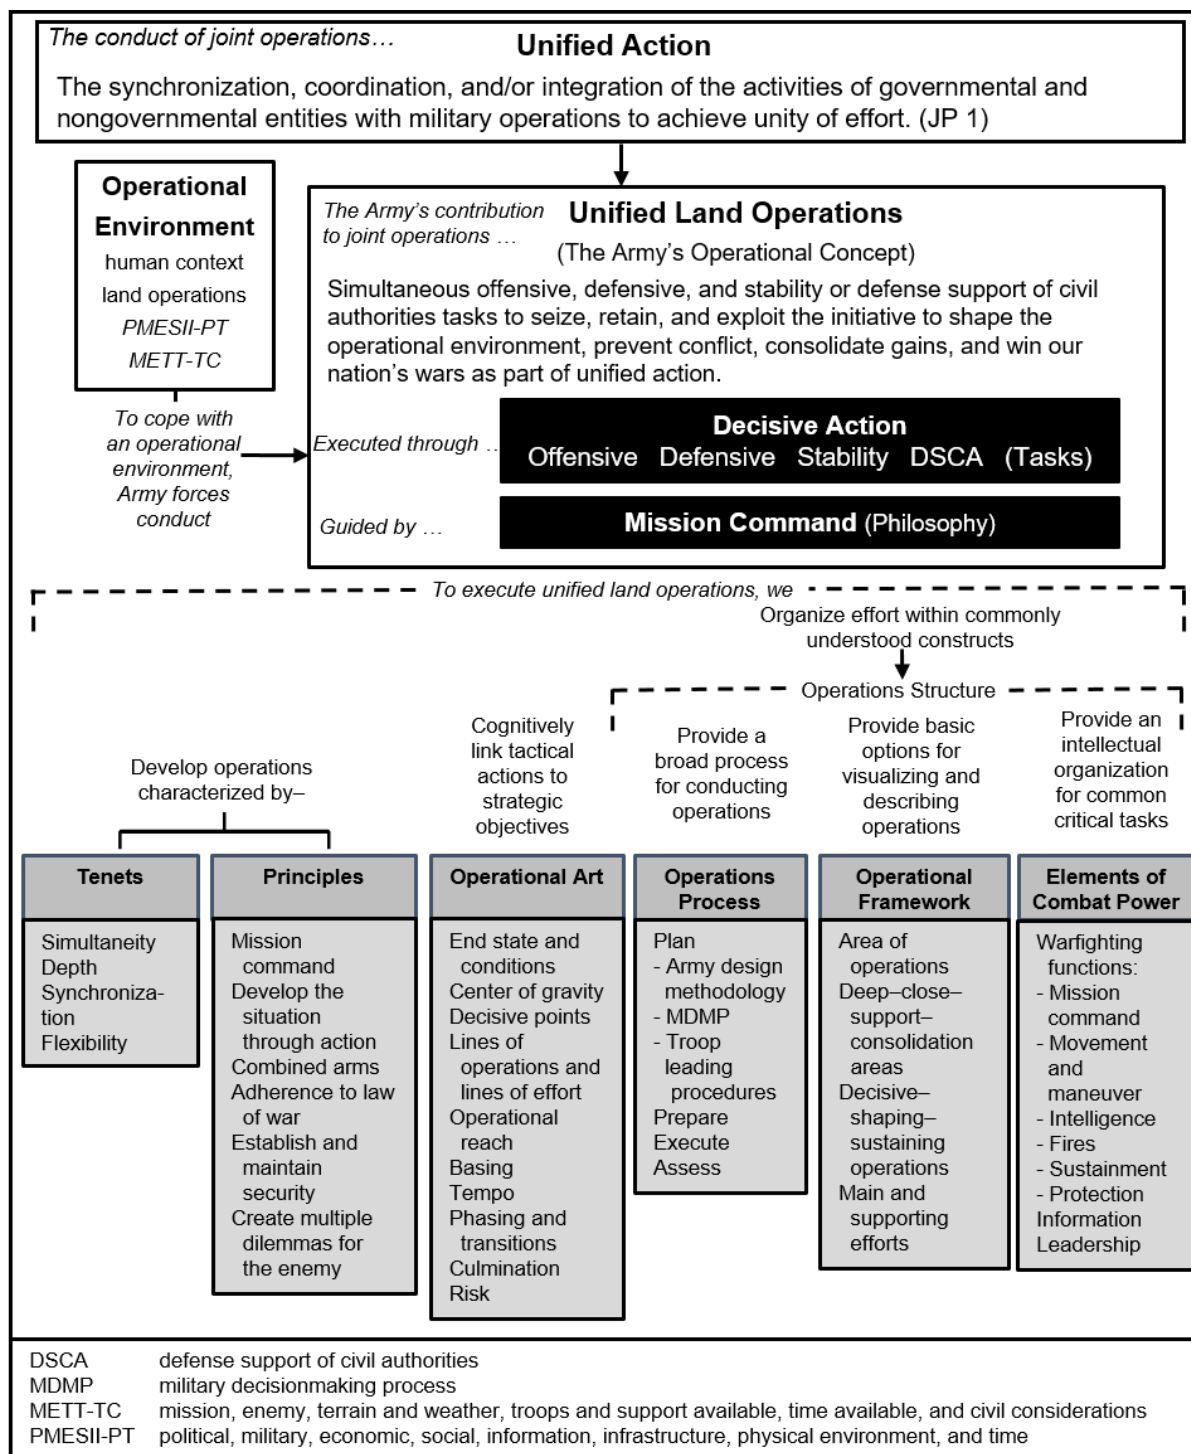 The conduct of joint operations…
Unified Action
The synchronization, coordination, and/or integration of the activities of governmental and
nongovernmental entities with military operations to achieve unity of effort. (JP 1)
Operational
Environment
human context
land operations
PMESII-PT
METT-TC
To cope with
an operational
environment,
Army forces
conduct
The Army’s contribution
to joint operations …
Unified Land Operations
(The Army’s Operational Concept)
Simultaneous offensive, defensive, and stability or defense support of civil
authorities tasks to seize, retain, and exploit the initiative to shape the
operational environment, prevent conflict, consolidate gains, and win our
nation’s wars as part of unified action.
Executed through …
Decisive Action
Offensive Defensive Stability DSCA (Tasks)
Guided by …
Mission Command (Philosophy)
To execute unified land operations, we
Organize effort within commonly
understood constructs
Operations Structure
Develop operations
characterized by–
Cognitively
link tactical
actions to
strategic
objectives
Provide a
broad process
for conducting
operations
Provide basic
options for
visualizing and
describing
operations
Provide an
intellectual
organization
for common
critical tasks
Tenets
Simultaneity
Depth
Synchroniza-
tion
Flexibility
Principles
Mission
command
Develop the
situation
through action
Combined arms
Adherence to law
of war
Establish and
maintain
security
Create multiple
dilemmas for
the enemy
Operational Art
End state and
conditions
Center of gravity
Decisive points
Lines of
operations and
lines of effort
Operational
reach
Basing
Tempo
Phasing and
transitions
Culmination
Risk
Operations
Process
Plan
- Army design
methodology
- MDMP
- Troop
leading
procedures
Prepare
Execute
Assess
Operational
Framework
Area of
operations
Deep–close–
support–
consolidation
areas
Decisive–
shaping–
sustaining
operations
Main and
supporting
efforts
Elements of
Combat Power
Warfighting
functions:
- Mission
command
- Movement
and
maneuver
- Intelligence
- Fires
- Sustainment
- Protection
Information
Leadership
DSCA defense support of civil authorities
MDMP military decisionmaking process
METT-TC mission, enemy, terrain and weather, troops and support available, time available, and civil considerations
PMESII-PT political, military, economic, social, information, infrastructure, physical environment, and time